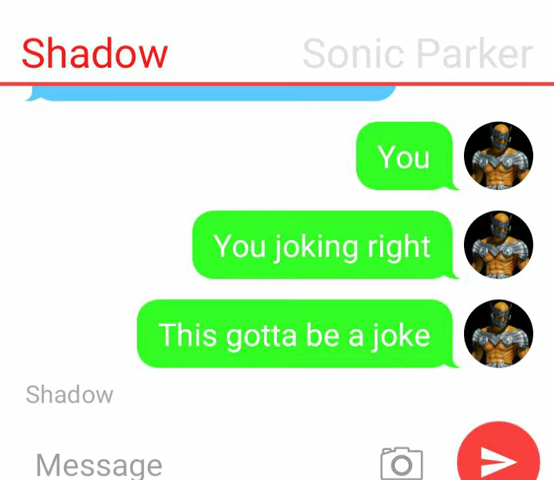 Shadow Sonic Parker
You
You joking right
This gotta be a joke
Shadow
Message